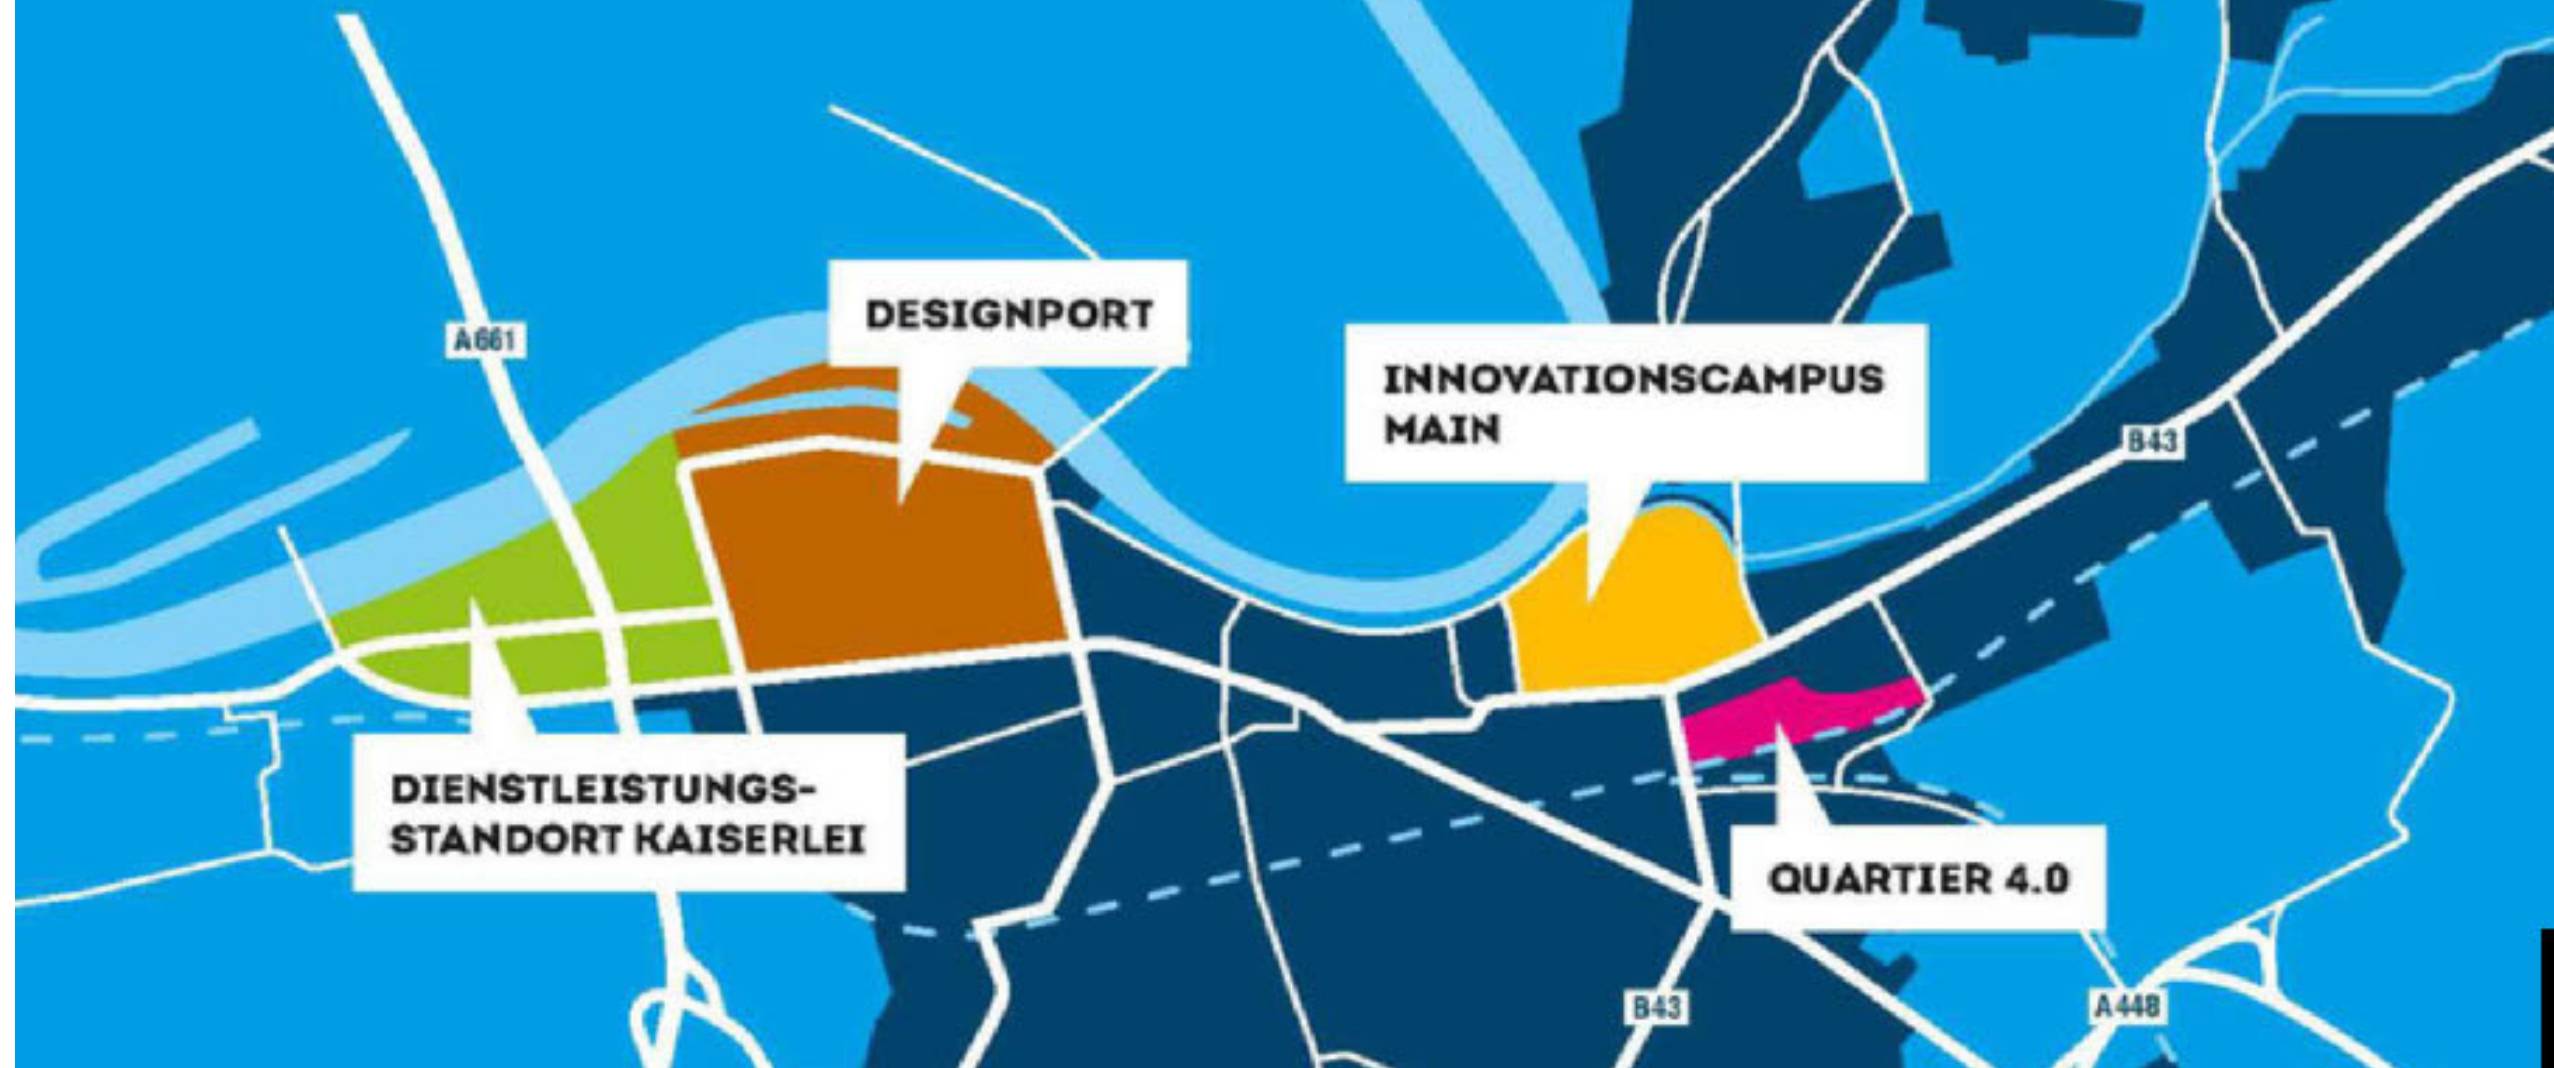 A661
DESIGNPORT
INNOVATIONSCAMPUS
MAIN
B43
DIENSTLEISTUNGS-
STANDORT KAISERLEI
QUARTIER 4.0
B43
A448